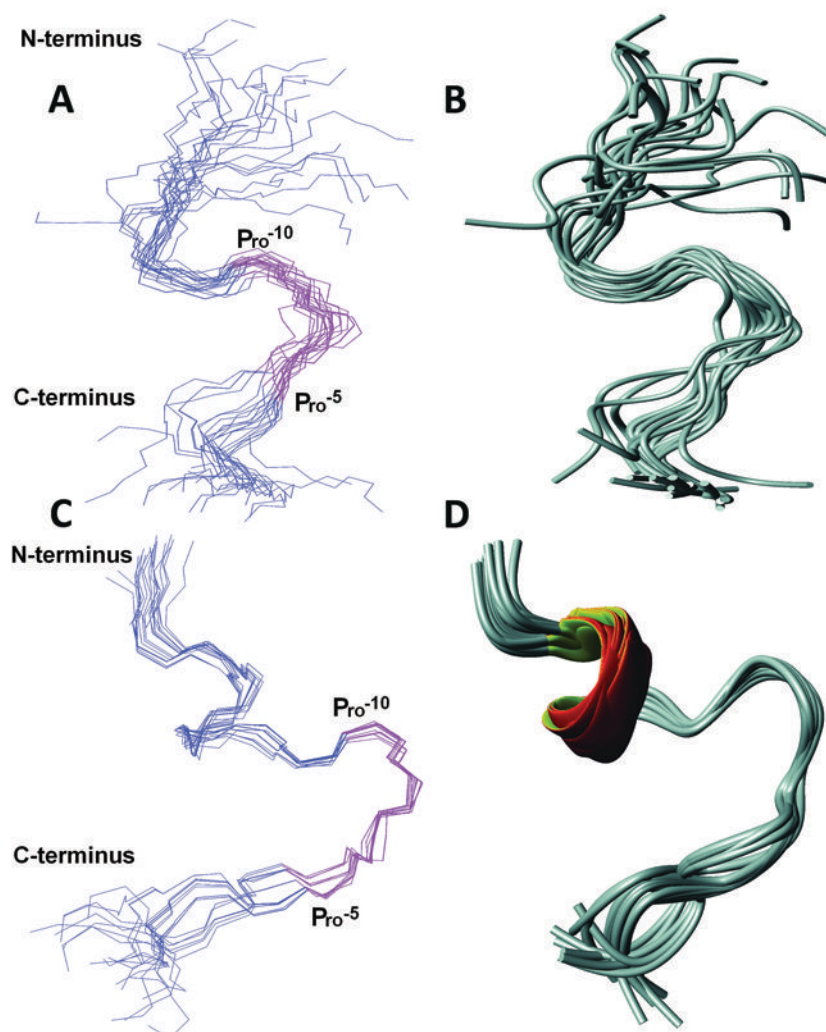 N-terminus
A
B
Pro-10
C-terminus
Pro-5
C
D
N-terminus
Pro-10
C-terminus
Pro-5